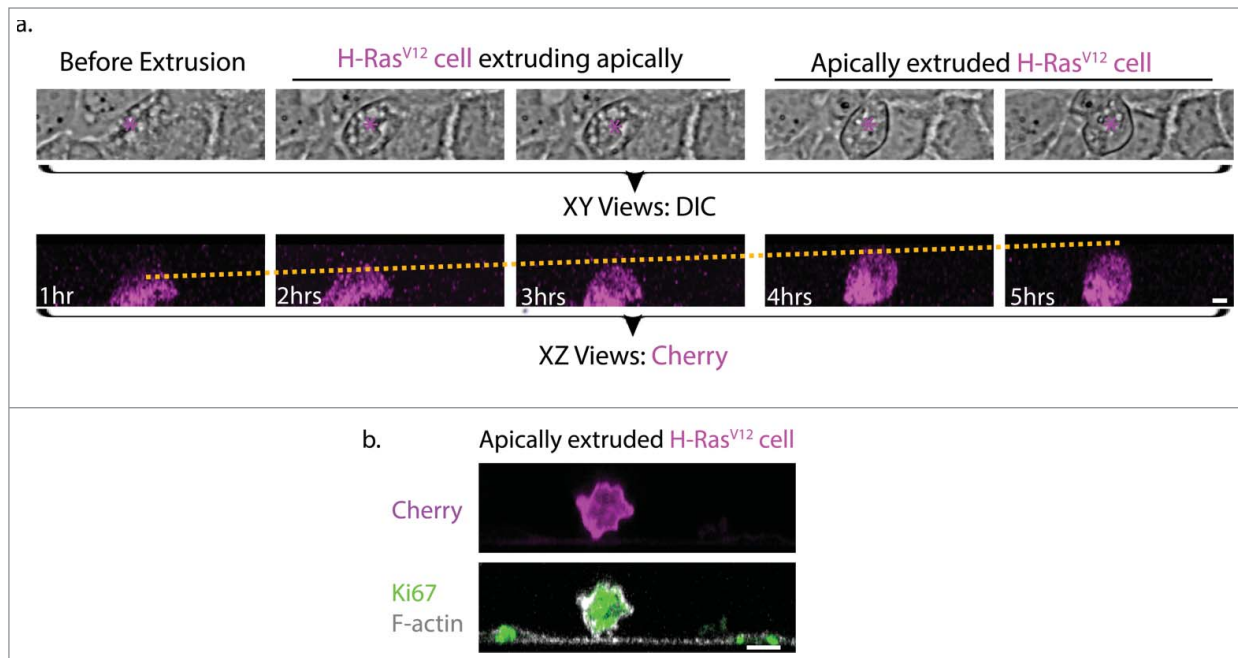 a.
Before Extrusion
H-Rasⱽ¹² cell extruding apically
Apically extruded H-Rasⱽ¹² cell
XY Views: DIC
1hr
2hrs
3hrs
4hrs
5hrs
XZ Views: Cherry
b.
Apically extruded H-Rasⱽ¹² cell
Cherry
Ki67
F-actin